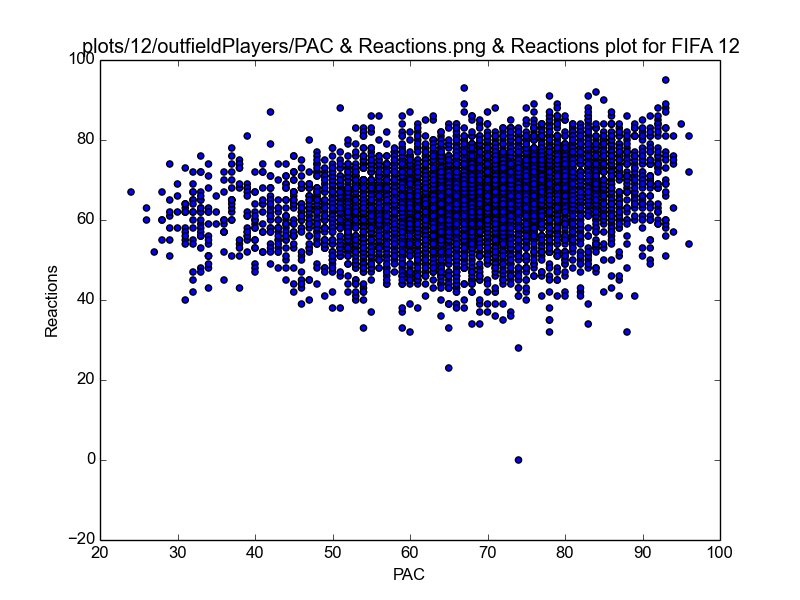 plots/12/outfieldPlayers/PAC & Reactions.png & Reactions plot for FIFA 12
100
80
60
40
20
0
−20
Reactions
20 30 40 50 60 70 80 90 100
PAC